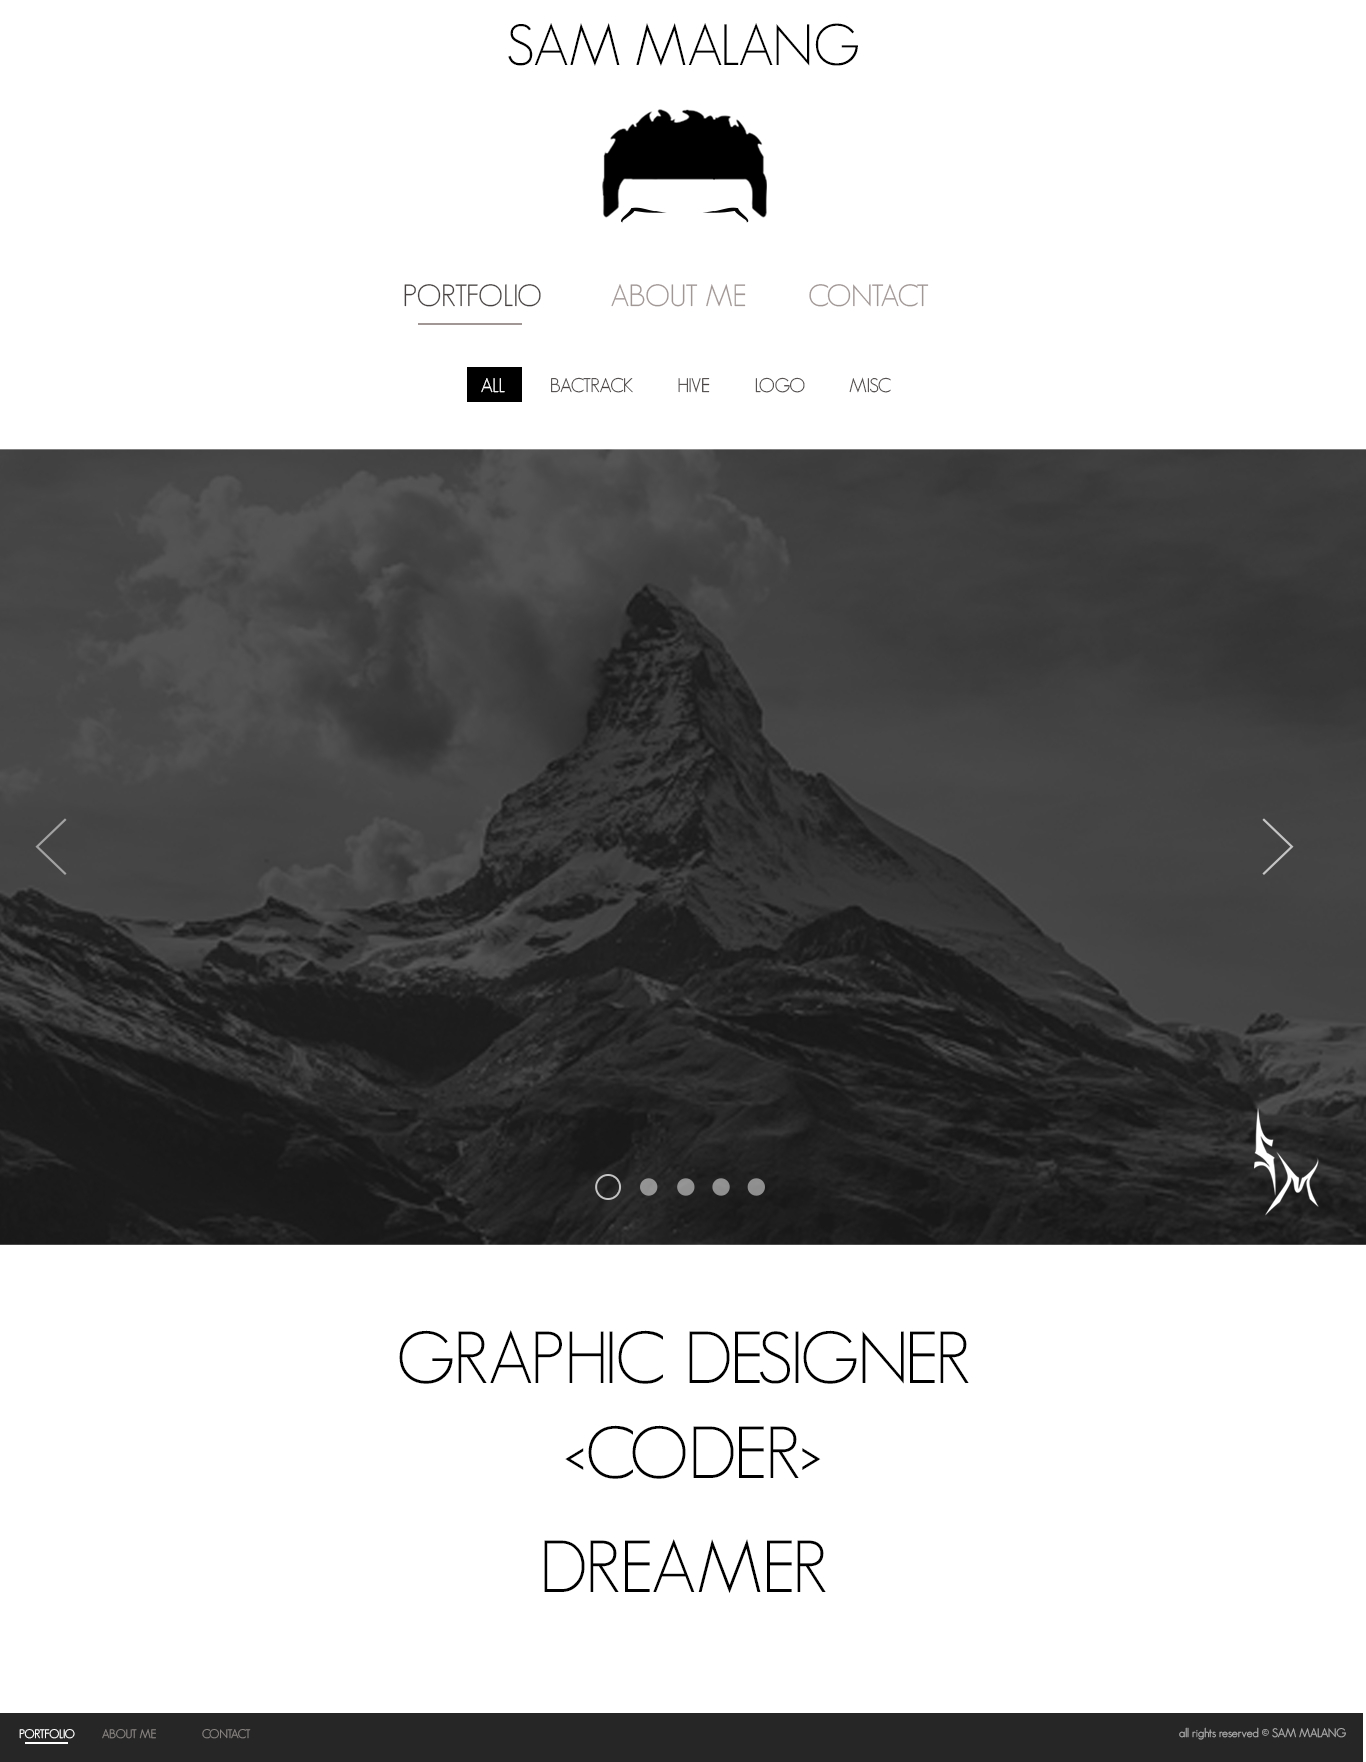 SAM MALANG
PORTFOLIO ABOUT ME CONTACT
ALL BACTRACK HIVE LOGO MISC
SM
GRAPHIC DESIGNER
<CODER>
DREAMER
PORTFOLIO ABOUT ME CONTACT all rights reserved © SAM MALANG